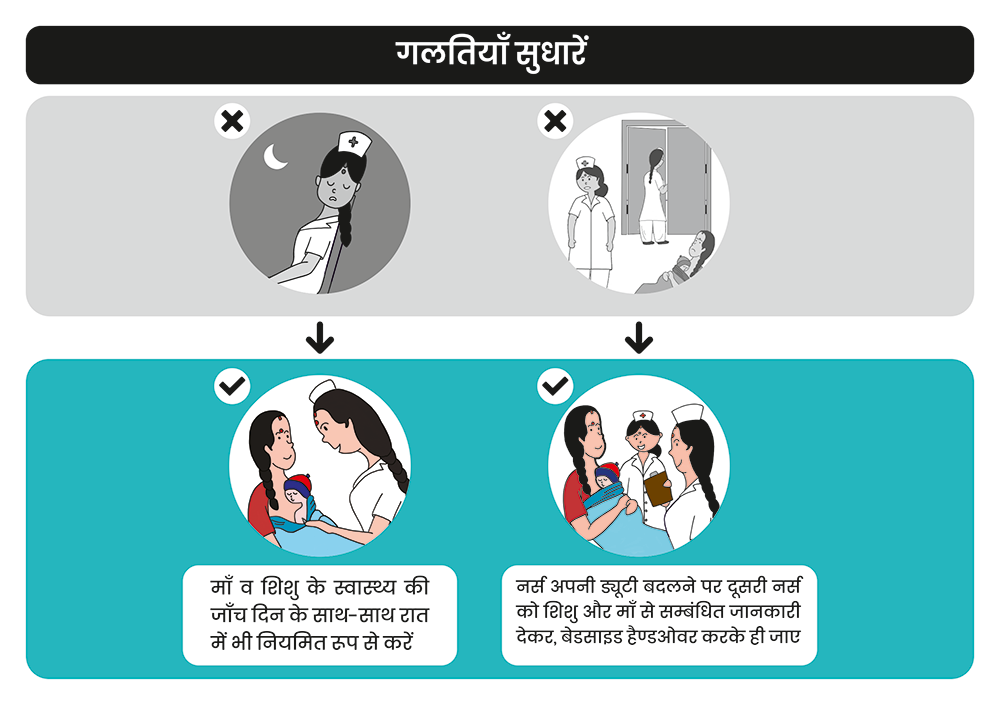 गलतियाँ सुधारें
माँ व शिशु के स्वास्थ्य की
जाँच दिन के साथ-साथ रात
में भी नियमित रूप से करें
नर्स अपनी ड्यूटी बदलने पर दूसरी नर्स
को शिशु और माँ से सम्बंधित जानकारी
देकर, बेडसाइड हैण्डओवर करके ही जाए